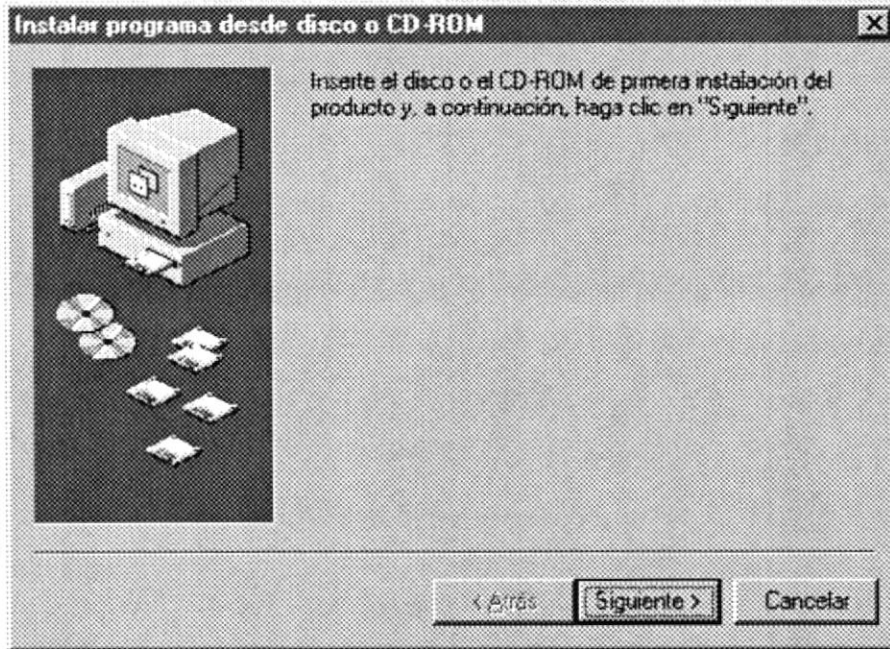 Instalar programa desde disco o CD-ROM
Inserte el disco o el CD-ROM de primera instalación del
producto y, a continuación, haga clic en "Siguiente".
< Atrás
Siguiente >
Cancelar